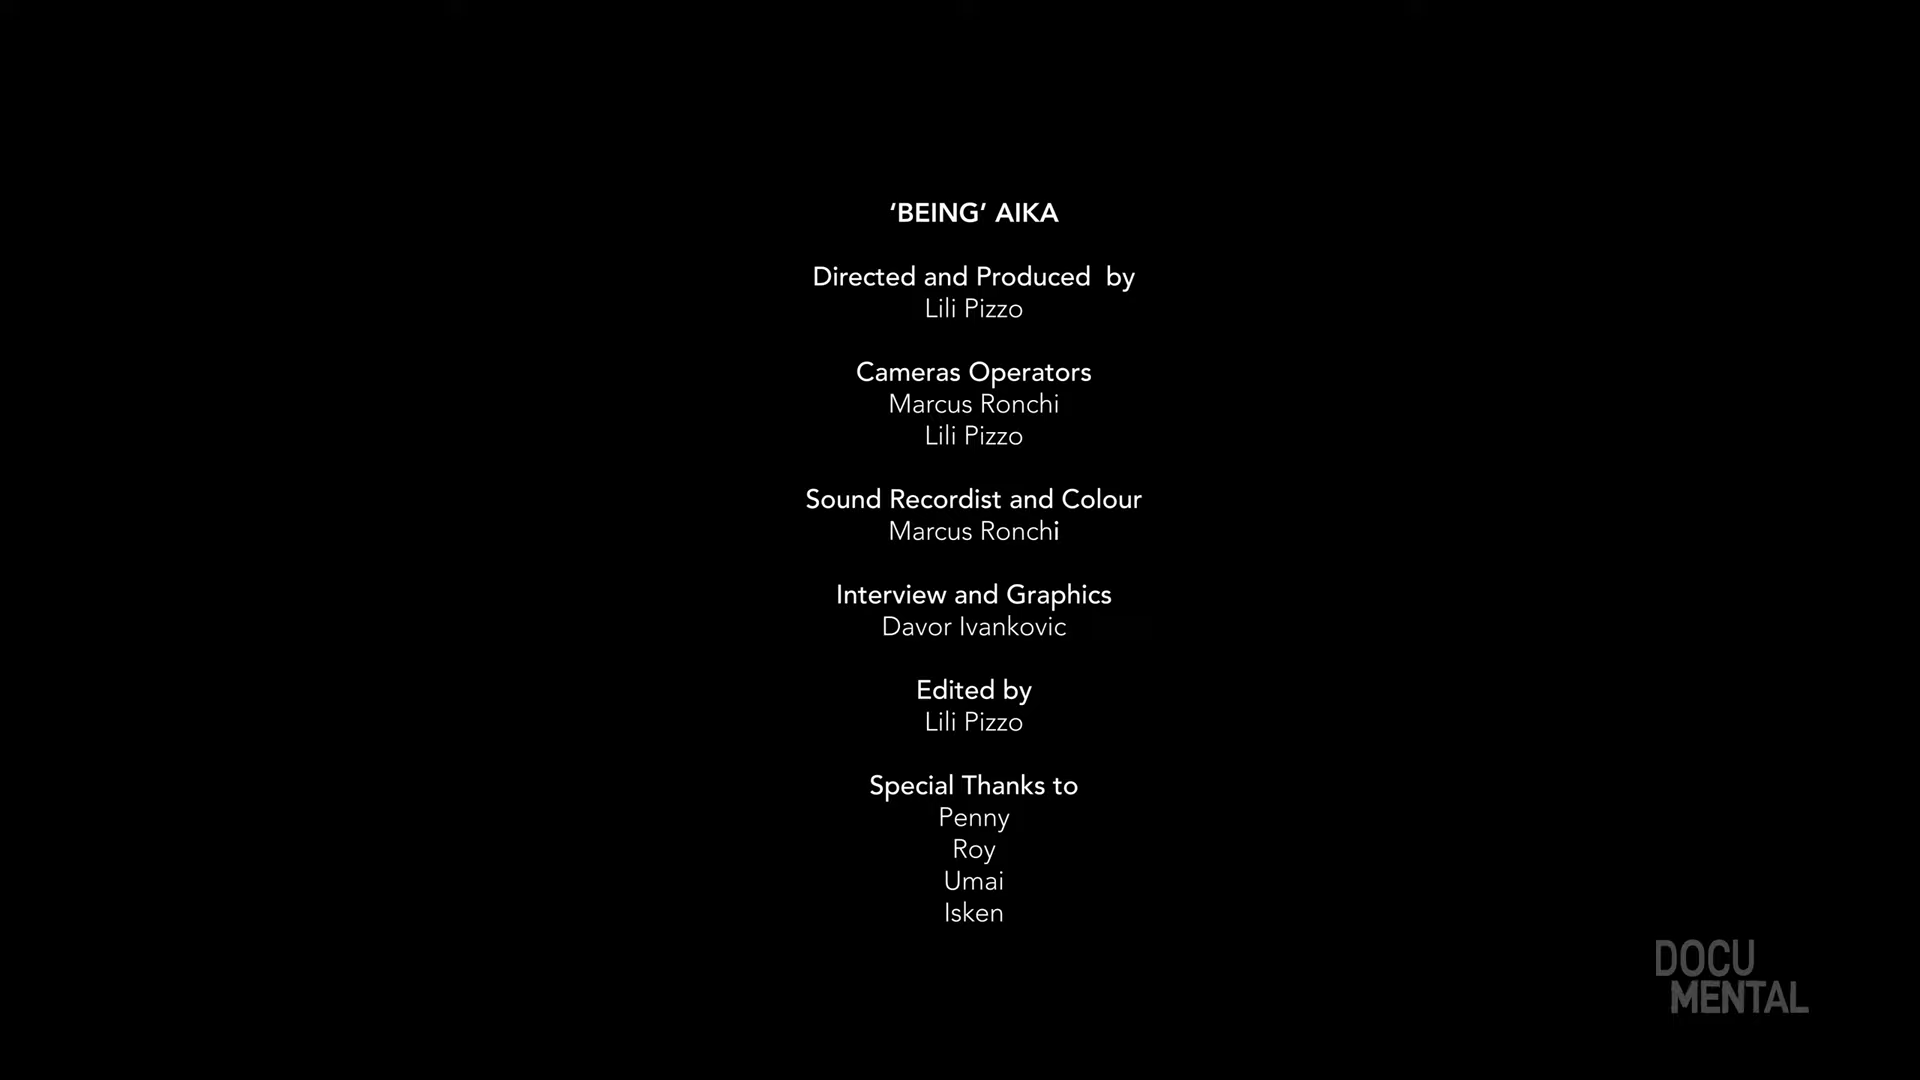 ‘BEING’ AIKA
Directed and Produced  by
Lili Pizzo
Cameras Operators
Marcus Ronchi
Lili Pizzo
Sound Recordist and Colour
Marcus Ronchi
Interview and Graphics
Davor Ivankovic
Edited by
Lili Pizzo
Special Thanks to
Penny
Roy
Umai
Isken
DOCU
MENTAL